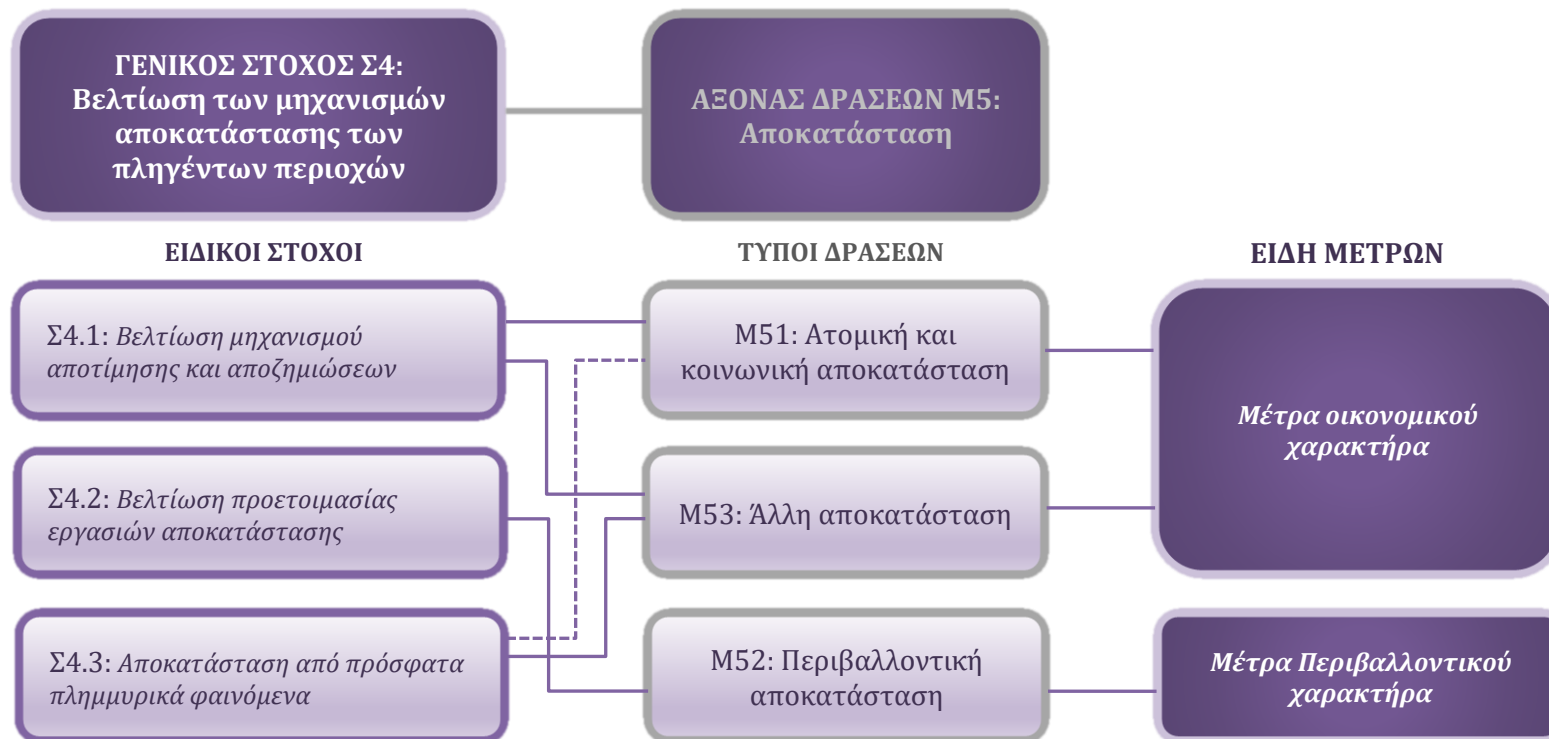 ΓΕΝΙΚΟΣ ΣΤΟΧΟΣ Σ4:
Βελτίωση των μηχανισμών
αποκατάστασης των
πληγέντων περιοχών
ΑΞΟΝΑΣ ΔΡΑΣΕΩΝ Μ5:
Αποκατάσταση
ΕΙΔΙΚΟΙ ΣΤΟΧΟΙ
ΤΥΠΟΙ ΔΡΑΣΕΩΝ
ΕΙΔΗ ΜΕΤΡΩΝ
Σ4.1: Βελτίωση μηχανισμού
αποτίμησης και αποζημιώσεων
Μ51: Ατομική και
κοινωνική αποκατάσταση
Μέτρα οικονομικού
χαρακτήρα
Σ4.2: Βελτίωση προετοιμασίας
εργασιών αποκατάστασης
Μ53: Άλλη αποκατάσταση
Σ4.3: Αποκατάσταση από πρόσφατα
πλημμυρικά φαινόμενα
Μ52: Περιβαλλοντική
αποκατάσταση
Μέτρα Περιβαλλοντικού
χαρακτήρα